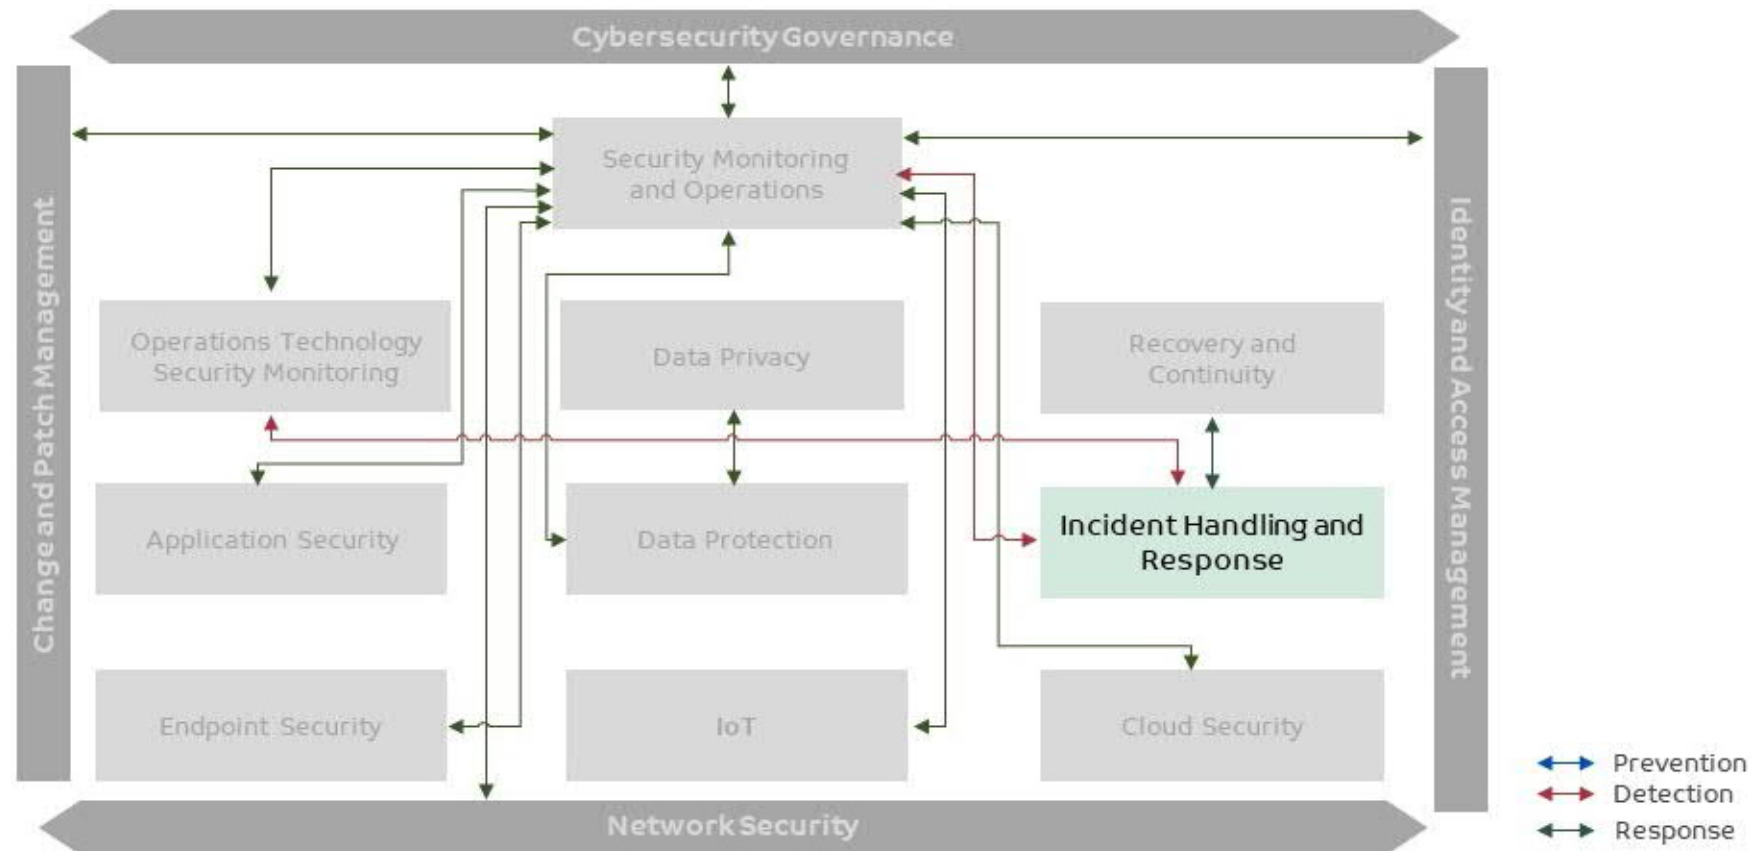 Cybersecurity Governance
Change and Patch Management
Security Monitoring
and Operations
Identity and Access Management
Operations Technology
Security Monitoring
Data Privacy
Recovery and
Continuity
Application Security
Data Protection
Incident Handling and
Response
Endpoint Security
IoT
Cloud Security
Network Security
Prevention
Detection
Response